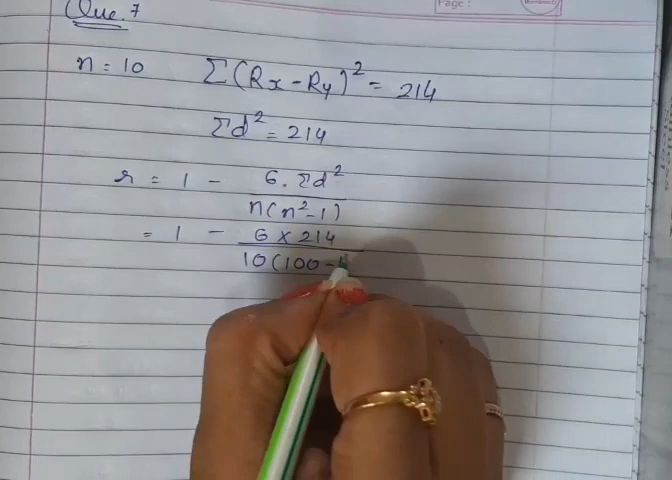 Page :
Que. 7
n = 10 Σ(Rx - Ry)² = 214
Σd² = 214
r = 1 - 6. Σd²
n(n²-1)
= 1 - 6 × 214
10(100-1